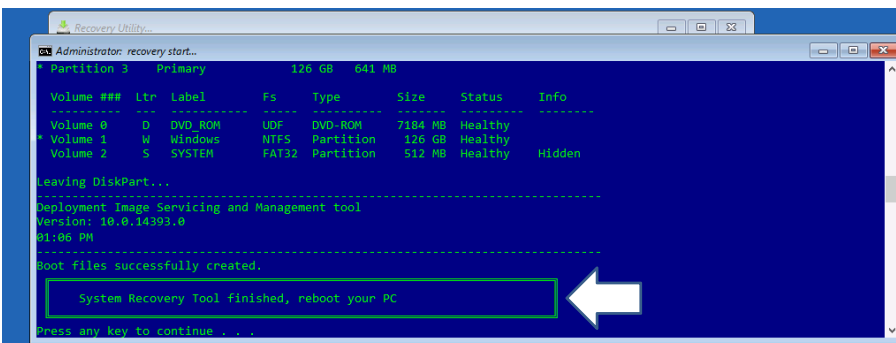 Recovery Utility...
Administrator: recovery start...
* Partition 3    Primary            126 GB   641 MB
Volume ###  Ltr  Label        Fs     Type        Size     Status     Info
----------  ---  -----------  -----  ----------  -------  ---------  --------
Volume 0     D   DVD_ROM      UDF    DVD-ROM     7184 MB  Healthy
* Volume 1     W   Windows      NTFS   Partition    126 GB  Healthy
Volume 2     S   SYSTEM       FAT32  Partition    512 MB  Healthy    Hidden
Leaving DiskPart...
Deployment Image Servicing and Management tool
Version: 10.0.14393.0
01:06 PM
Boot files successfully created.
System Recovery Tool finished, reboot your PC
Press any key to continue . . .